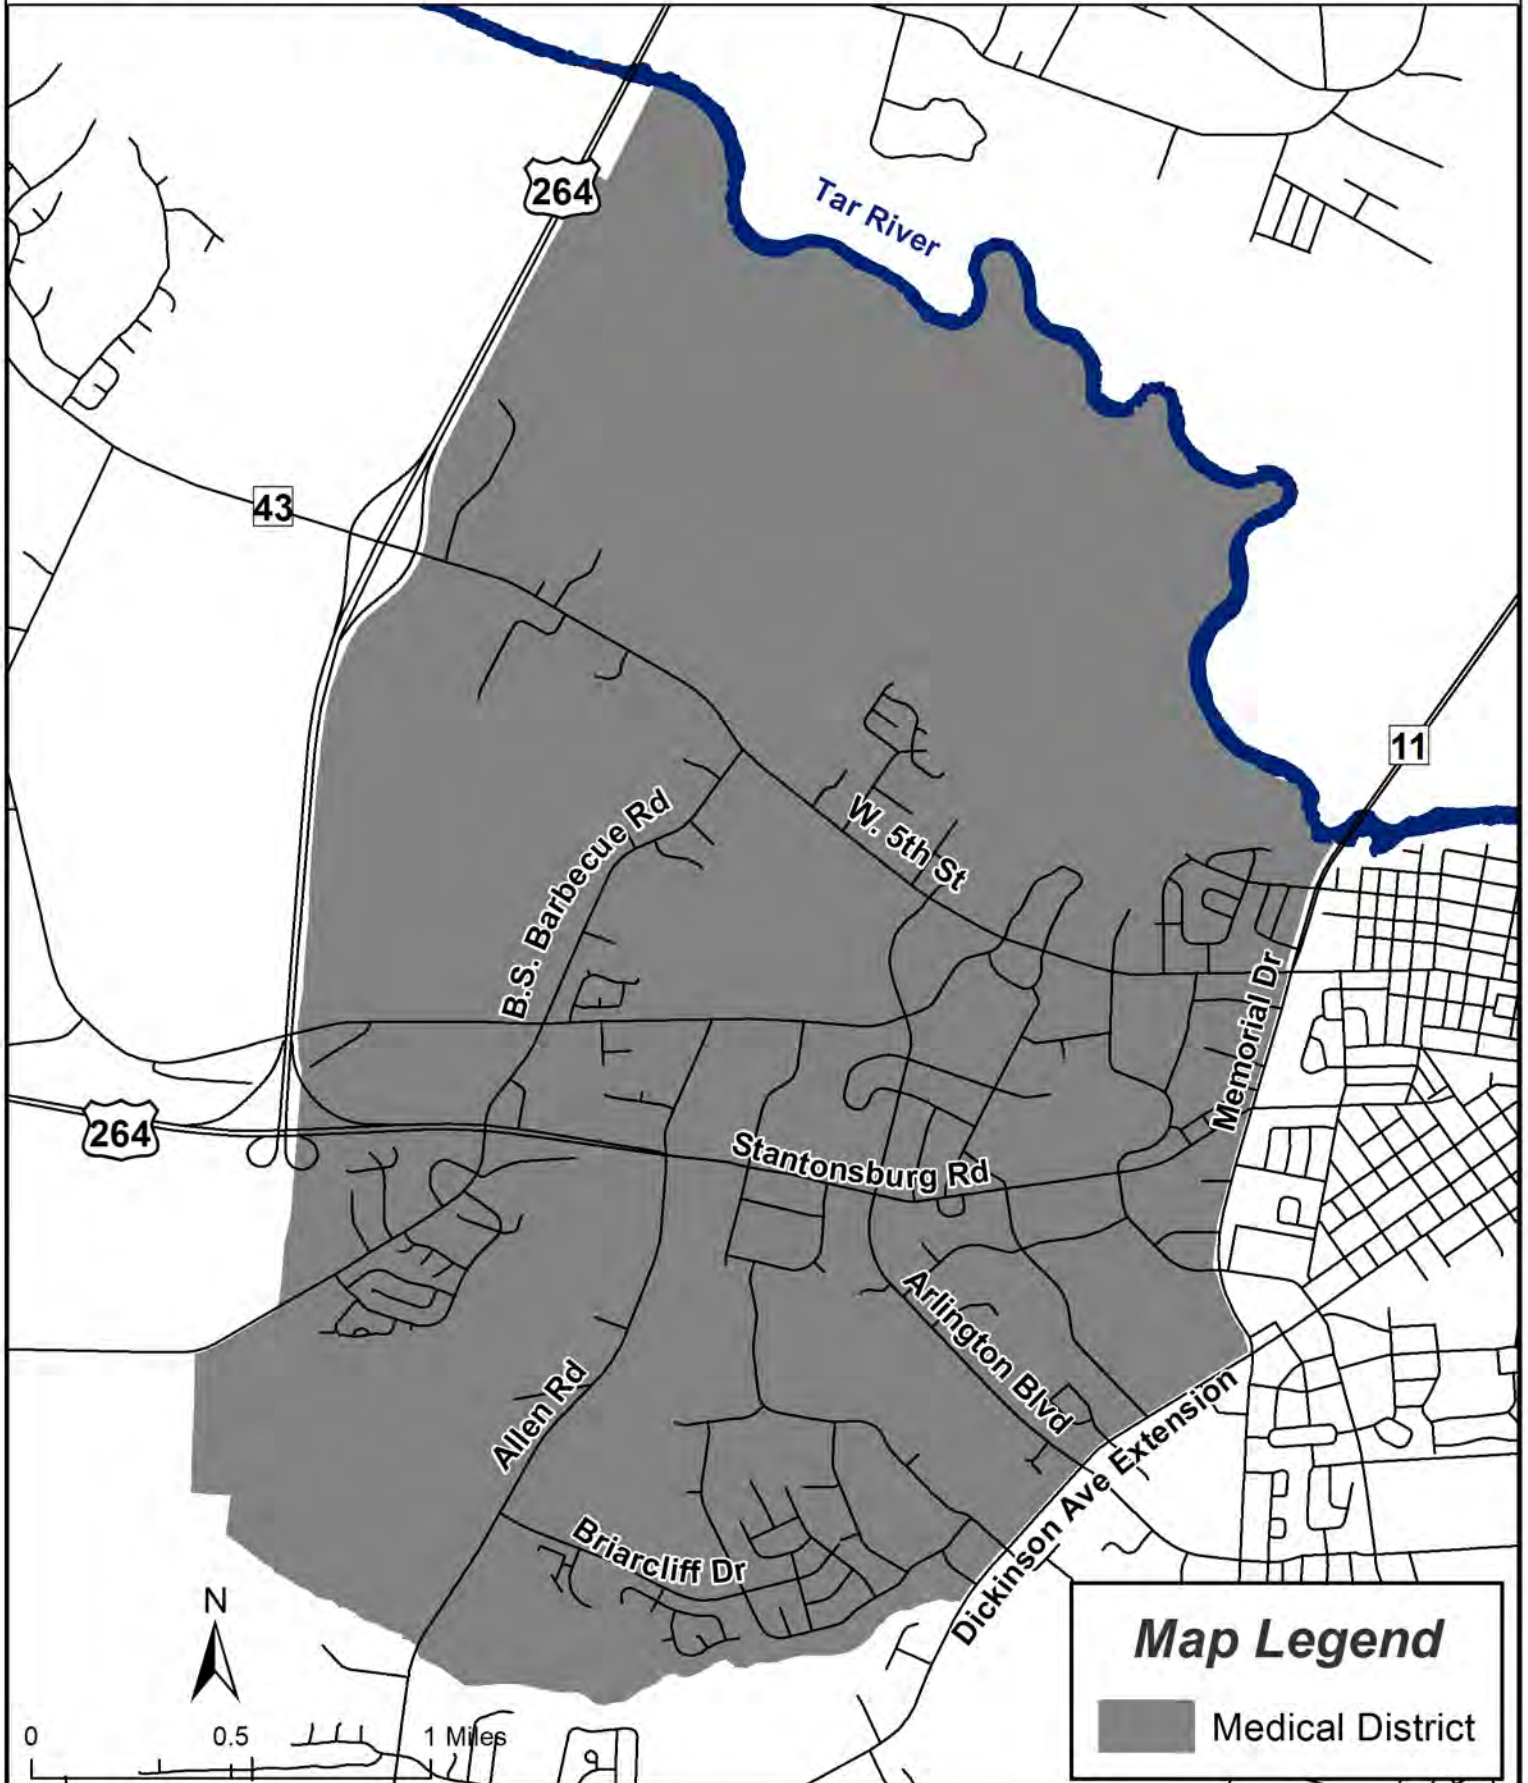 264
Tar River
43
11
W. 5th St
B.S. Barbecue Rd
Memorial Dr
264
Stantonsburg Rd
Arlington Blvd
Allen Rd
Dickinson Ave Extension
Briarcliff Dr
N
0 0.5 1 Miles
Map Legend
Medical District